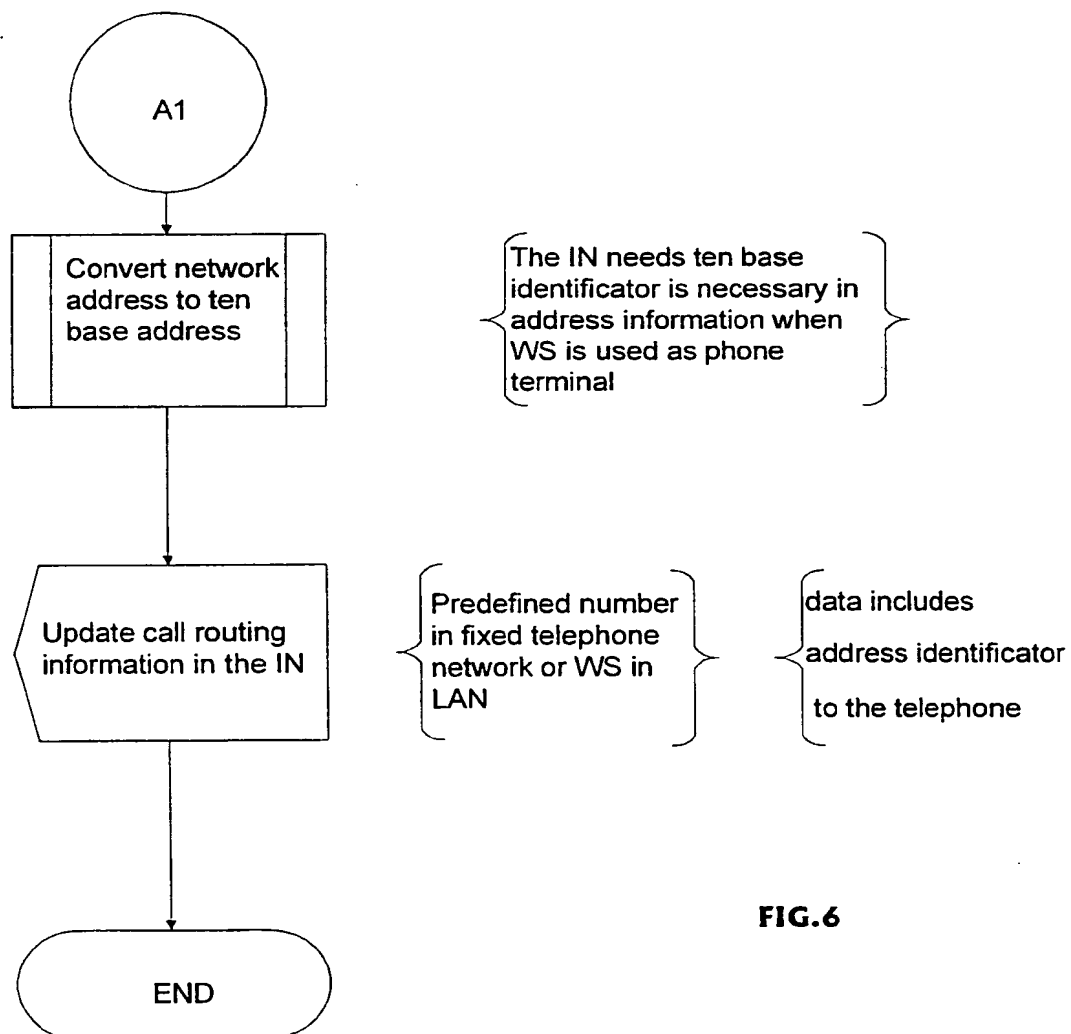 A1
Convert network
address to ten
base address
The IN needs ten base
identificator is necessary in
address information when
WS is used as phone
terminal
Update call routing
information in the IN
Predefined number
in fixed telephone
network or WS in
LAN
data includes
address identificator
to the telephone
FIG.6
END